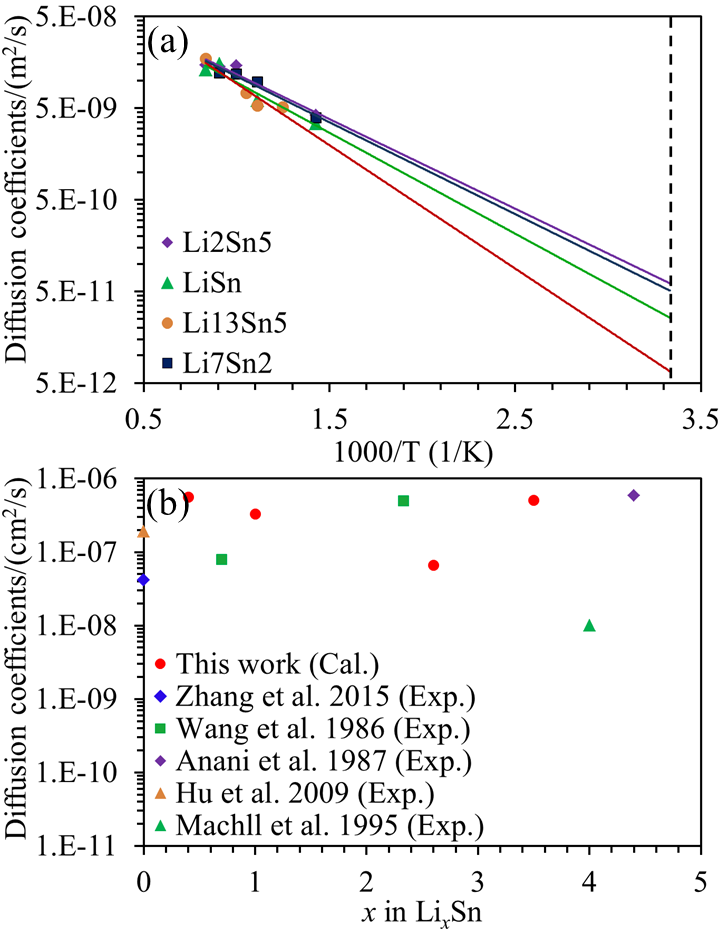 (a)
Diffusion coefficients/(m²/s)
5.E-08
5.E-09
5.E-10
5.E-11
5.E-12
Li2Sn5
LiSn
Li13Sn5
Li7Sn2
0.5 1.5 2.5 3.5
1000/T (1/K)
(b)
Diffusion coefficients/(cm²/s)
1.E-06
1.E-07
1.E-08
1.E-09
1.E-10
1.E-11
This work (Cal.)
Zhang et al. 2015 (Exp.)
Wang et al. 1986 (Exp.)
Anani et al. 1987 (Exp.)
Hu et al. 2009 (Exp.)
Machll et al. 1995 (Exp.)
0 1 2 3 4 5
x in LiₓSn